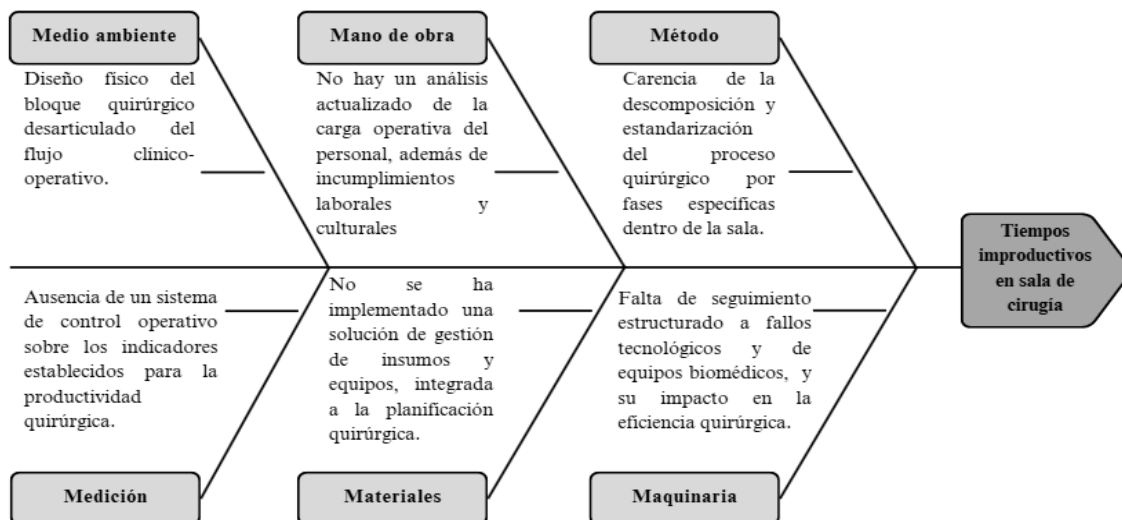 Medio ambiente
Diseño físico del
bloque quirúrgico
desarticulado del
flujo clínico-
operativo.
Mano de obra
No hay un análisis
actualizado de la
carga operativa del
personal, además de
incumplimientos
laborales y
culturales
Método
Carencia de la
descomposición y
estandarización
del proceso
quirúrgico por
fases específicas
dentro de la sala.
Tiempos
improductivos
en sala de
cirugía
Ausencia de un sistema
de control operativo
sobre los indicadores
establecidos para la
productividad
quirúrgica.
Medición
No se ha
implementado una
solución de gestión
de insumos y
equipos, integrada
a la planificación
quirúrgica.
Materiales
Falta de seguimiento
estructurado a fallos
tecnológicos y de
equipos biomédicos, y
su impacto en la
eficiencia quirúrgica.
Maquinaria